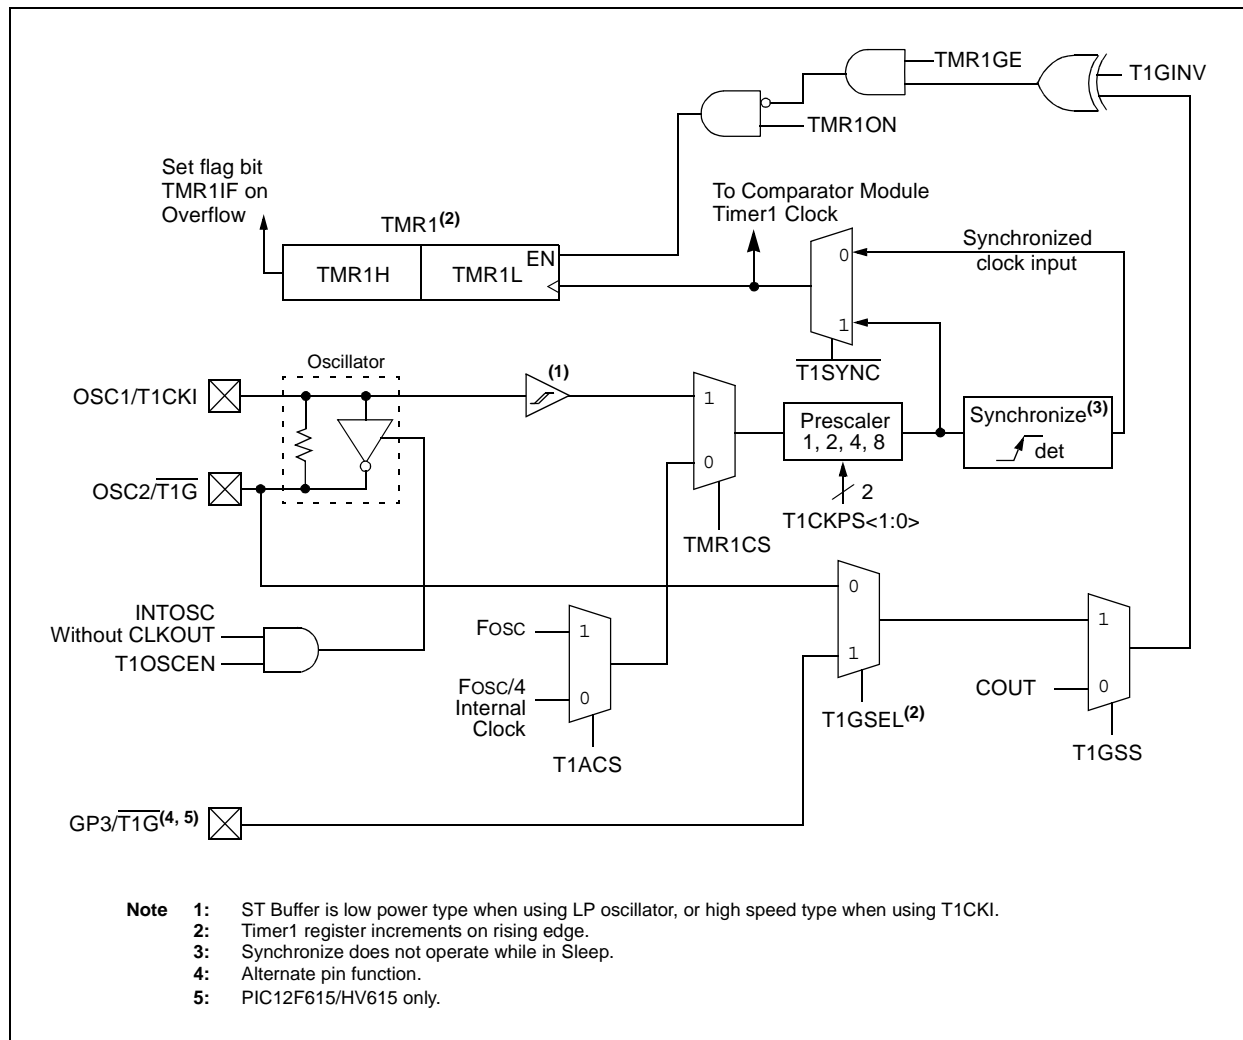 TMR1GE
T1GINV
TMR1ON
Set flag bit
TMR1IF on
Overflow
To Comparator Module
Timer1 Clock
TMR1(2)
EN
TMR1H
TMR1L
0
1
Synchronized
clock input
T1SYNC
Oscillator
(1)
OSC1/T1CKI
OSC2/T1G
1
0
TMR1CS
Prescaler
1, 2, 4, 8
2
T1CKPS<1:0>
Synchronize(3)
det
INTOSC
Without CLKOUT
T1OSCEN
FOSC
1
FOSC/4
Internal
Clock
0
T1ACS
0
1
T1GSEL(2)
1
COUT
0
T1GSS
GP3/T1G(4, 5)
Note 1: ST Buffer is low power type when using LP oscillator, or high speed type when using T1CKI.
2: Timer1 register increments on rising edge.
3: Synchronize does not operate while in Sleep.
4: Alternate pin function.
5: PIC12F615/HV615 only.